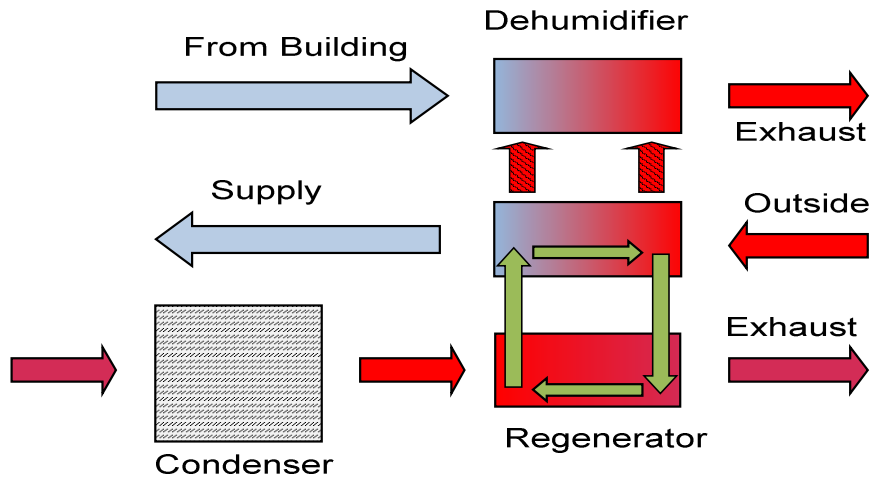 Dehumidifier
From Building
Exhaust
Supply
Outside
Exhaust
Regenerator
Condenser